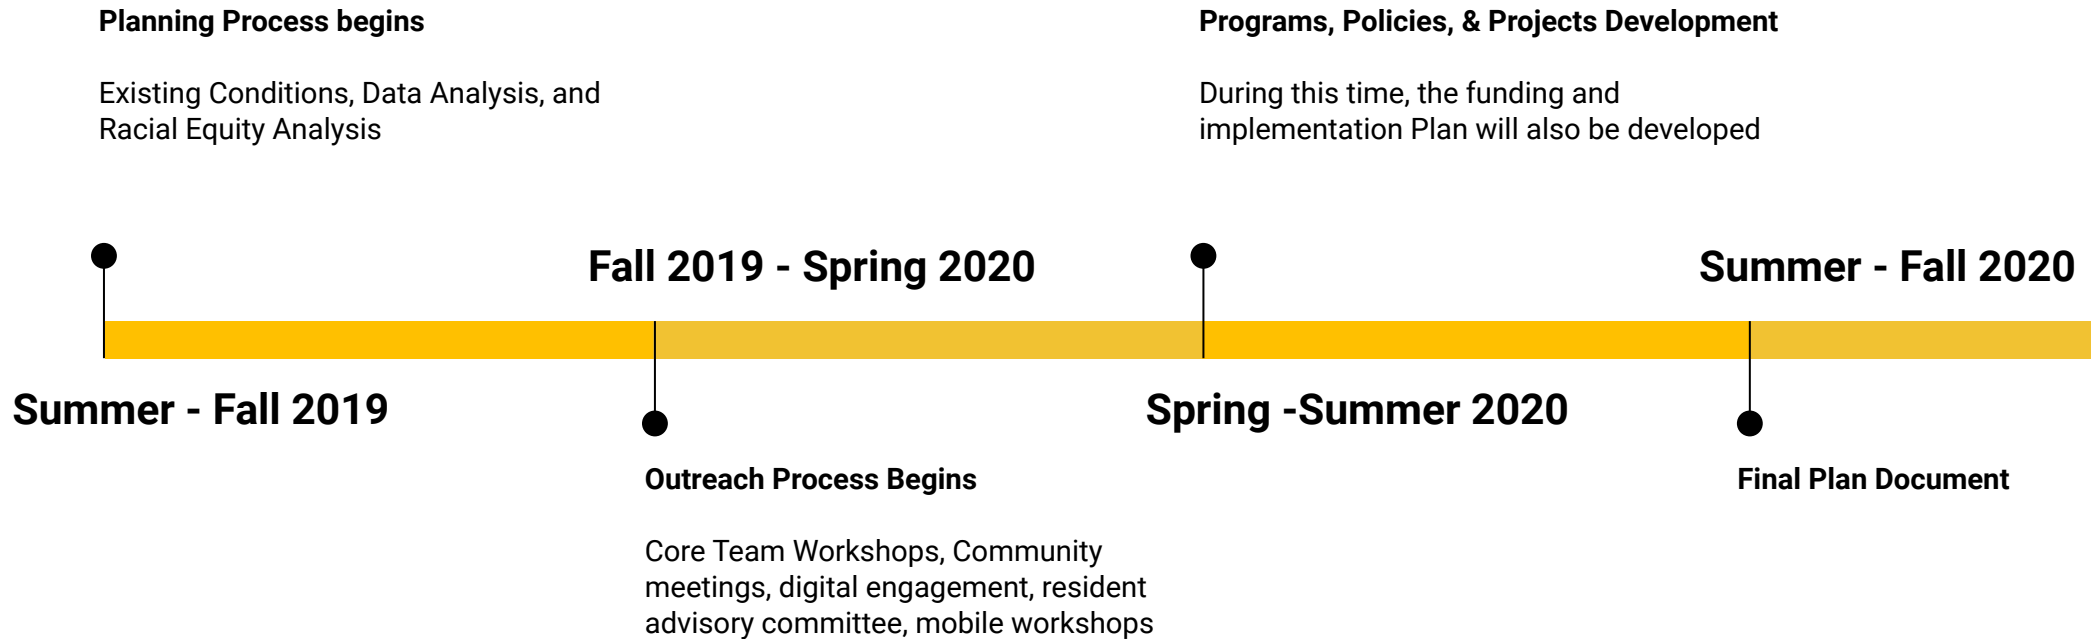 Planning Process begins
Existing Conditions, Data Analysis, and
Racial Equity Analysis
Summer - Fall 2019
Fall 2019 - Spring 2020
Outreach Process Begins
Core Team Workshops, Community
meetings, digital engagement, resident
advisory committee, mobile workshops
Programs, Policies, & Projects Development
During this time, the funding and
implementation Plan will also be developed
Spring -Summer 2020
Summer - Fall 2020
Final Plan Document